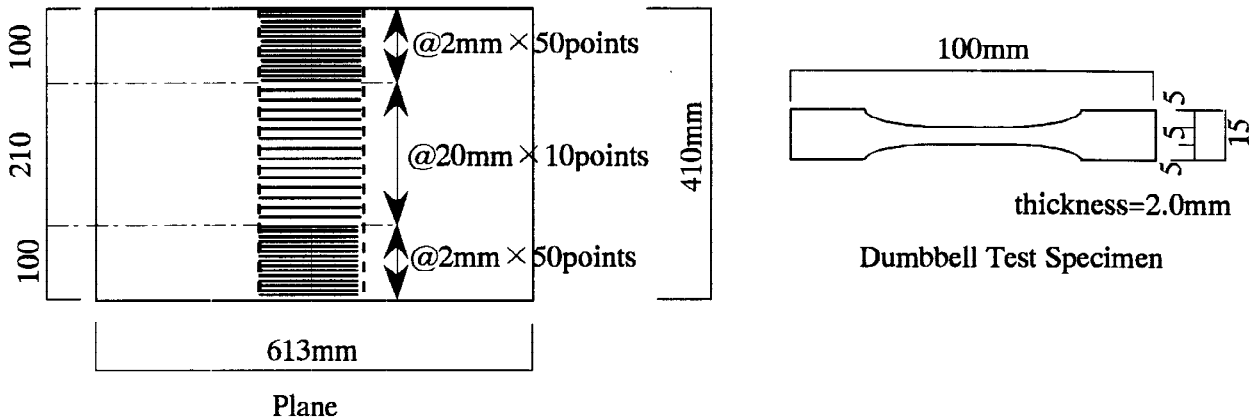 100
210
100
@2mm×50points
@20mm×10points
@2mm×50points
410mm
613mm
Plane
100mm
5
5
5
15
thickness=2.0mm
Dumbbell Test Specimen